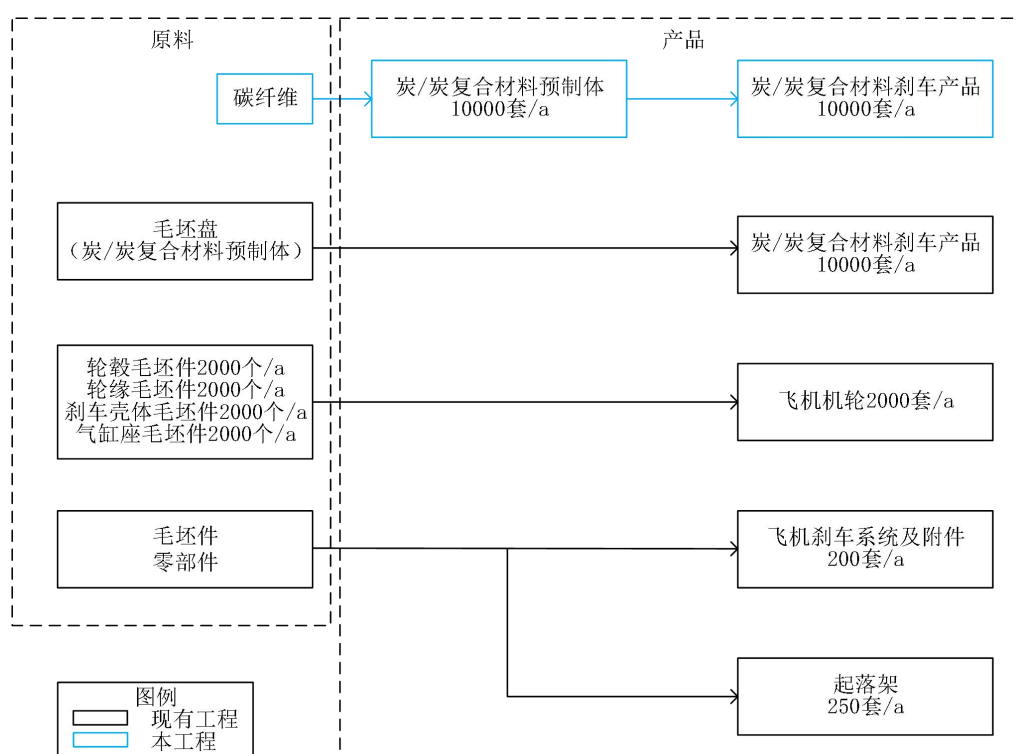 原料
产品
碳纤维
炭/炭复合材料预制体
10000套/a
炭/炭复合材料刹车产品
10000套/a
毛坯盘
（炭/炭复合材料预制体）
炭/炭复合材料刹车产品
10000套/a
轮毂毛坯件2000个/a
轮缘毛坯件2000个/a
刹车壳体毛坯件2000个/a
气缸座毛坯件2000个/a
飞机机轮2000套/a
毛坯件
零部件
飞机刹车系统及附件
200套/a
起落架
250套/a
图例
现有工程
本工程